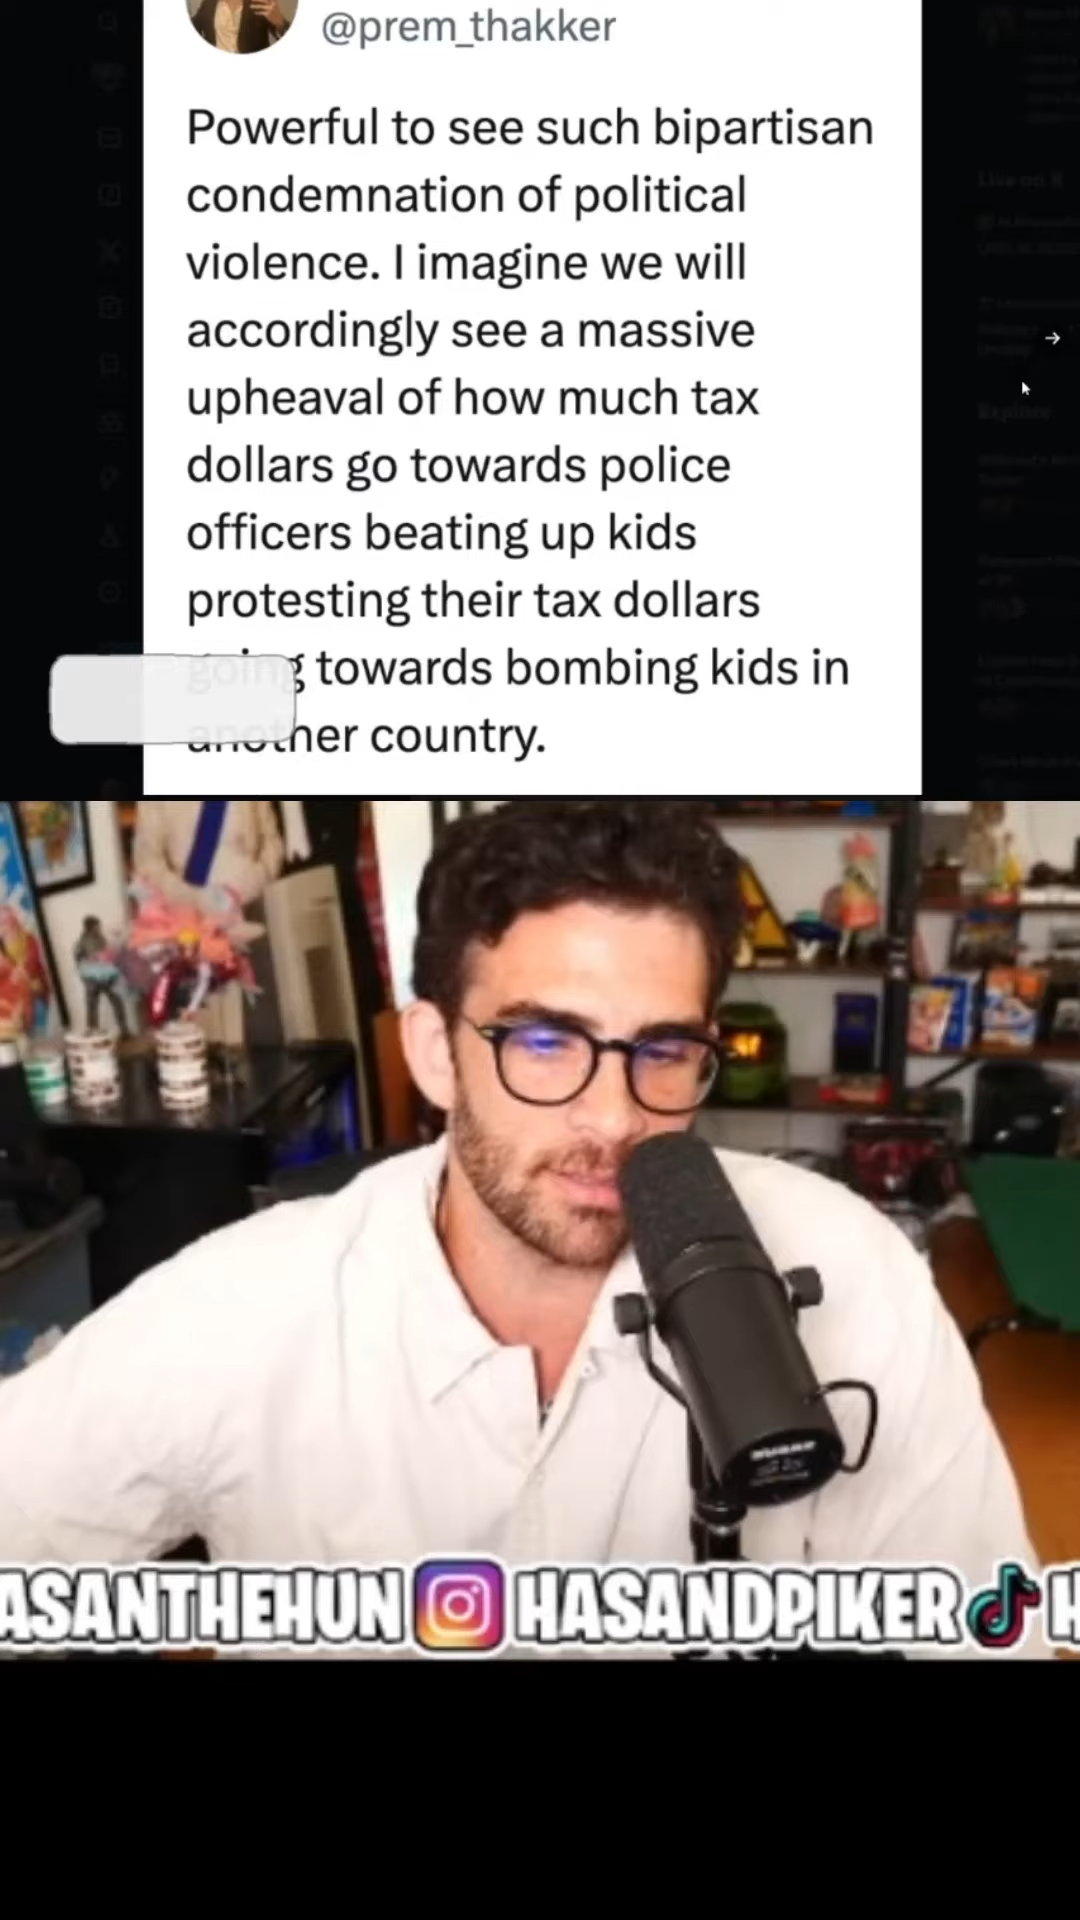 @prem_thakker
Powerful to see such bipartisan
condemnation of political
violence. I imagine we will
accordingly see a massive
upheaval of how much tax
dollars go towards police
officers beating up kids
protesting their tax dollars
going towards bombing kids in
another country.
ASANTHEHUN HASANDPIKER H